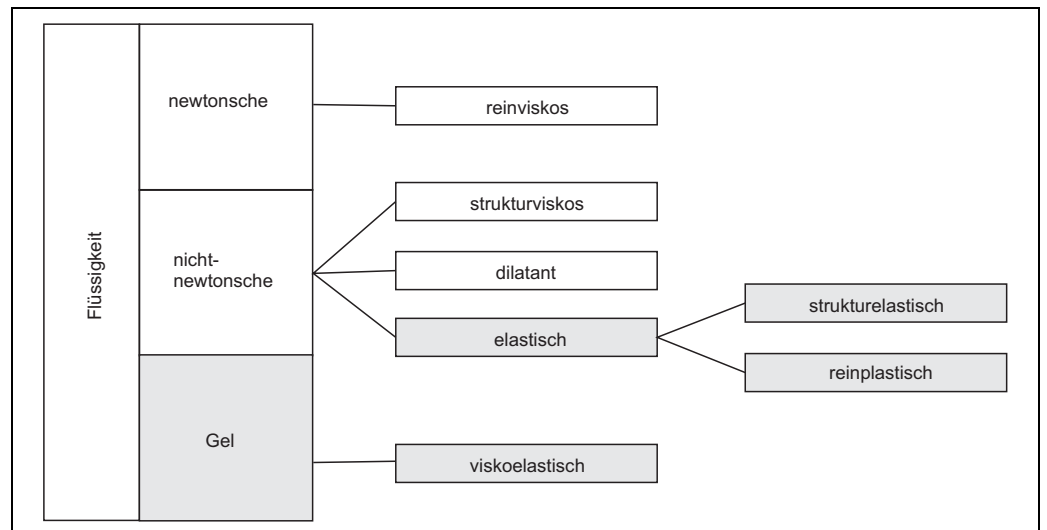 Flüssigkeit
newtonsche
reinviskos
nicht-
newtonsche
strukturviskos
dilatant
elastisch
strukturelastisch
reinplastisch
Gel
viskoelastisch